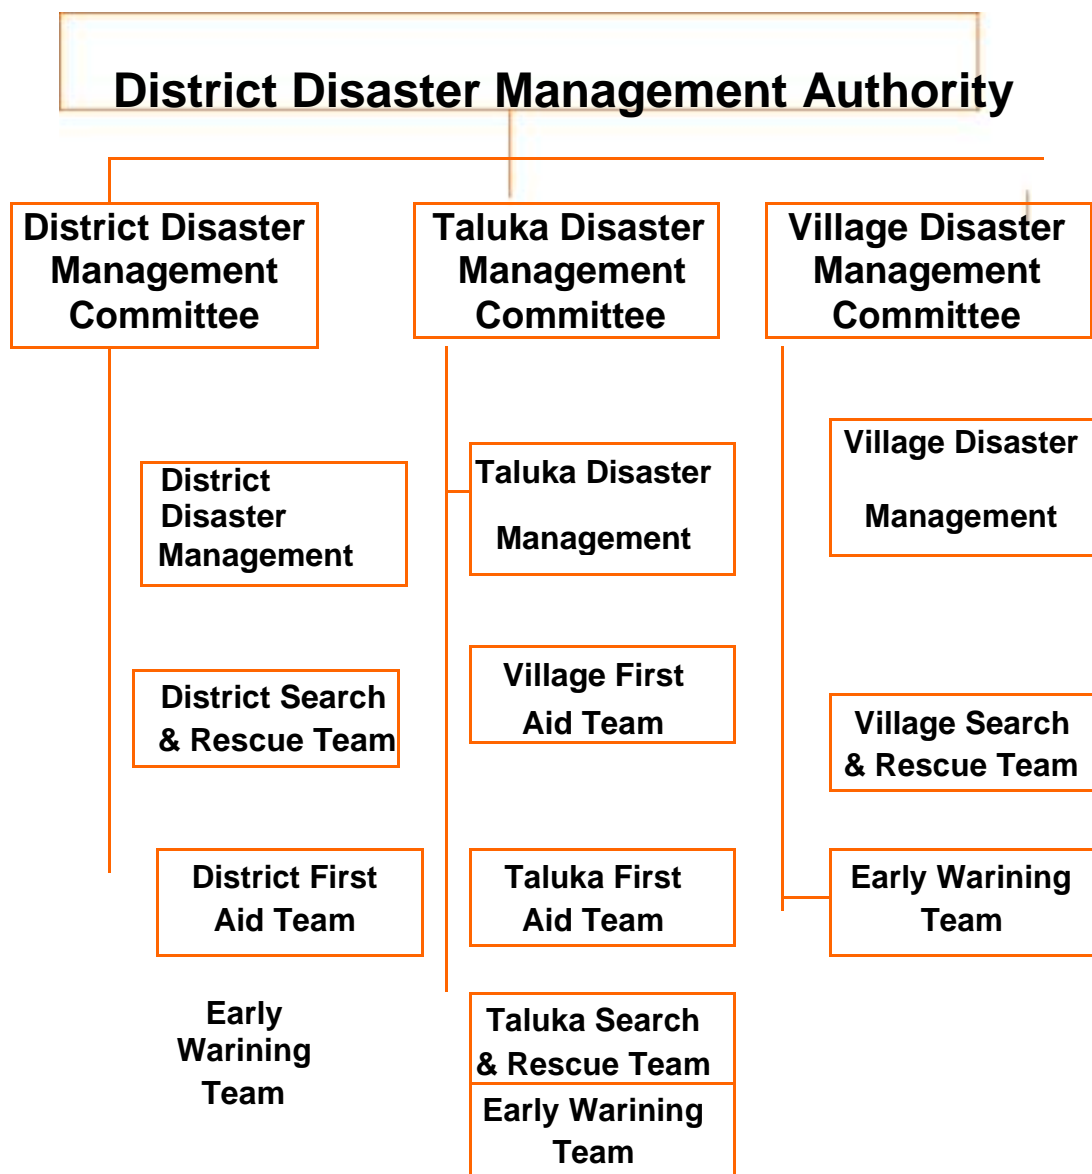 District Disaster Management Authority
District Disaster
Management
Committee
Taluka Disaster
Management
Committee
Village Disaster
Management
Committee
District
Disaster
Management
District Search
& Rescue Team
District First
Aid Team
Early
Warining
Team
Taluka Disaster
Management
Village First
Aid Team
Taluka First
Aid Team
Taluka Search
& Rescue Team
Early Warining
Team
Village Disaster
Management
Village Search
& Rescue Team
Early Warining
Team